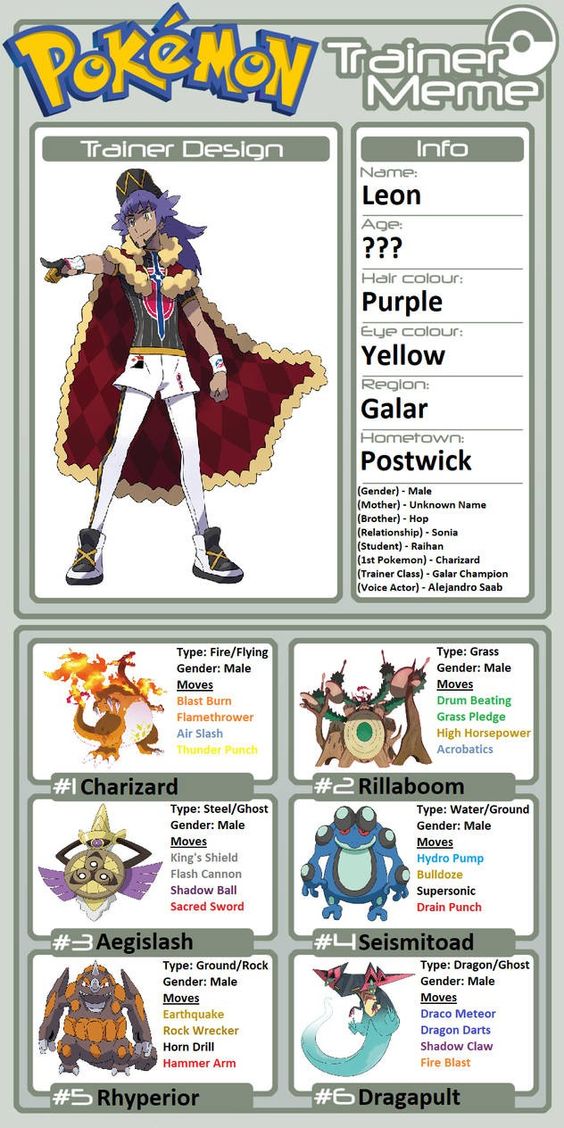 POKéMON
Trainer
Meme
Trainer Design
Info
Name:
Leon
Age:
???
Hair colour:
Purple
Eye colour:
Yellow
Region:
Galar
Hometown:
Postwick
(Gender) - Male
(Mother) - Unknown Name
(Brother) - Hop
(Relationship) - Sonia
(Student) - Raihan
(1st Pokemon) - Charizard
(Trainer Class) - Galar Champion
(Voice Actor) - Alejandro Saab
Type: Fire/Flying
Gender: Male
Moves
Blast Burn
Flamethrower
Air Slash
Thunder Punch
#1 Charizard
Type: Grass
Gender: Male
Moves
Drum Beating
Grass Pledge
High Horsepower
Acrobatics
#2 Rillaboom
Type: Steel/Ghost
Gender: Male
Moves
King's Shield
Flash Cannon
Shadow Ball
Sacred Sword
#3 Aegislash
Type: Water/Ground
Gender: Male
Moves
Hydro Pump
Bulldoze
Supersonic
Drain Punch
#4 Seismitoad
Type: Ground/Rock
Gender: Male
Moves
Earthquake
Rock Wrecker
Horn Drill
Hammer Arm
#5 Rhyperior
Type: Dragon/Ghost
Gender: Male
Moves
Draco Meteor
Dragon Darts
Shadow Claw
Fire Blast
#6 Dragapult